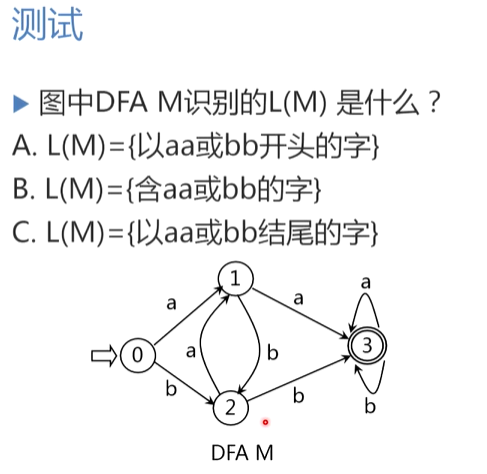 测试
图中DFA M识别的L(M) 是什么？
A. L(M)={以aa或bb开头的字}
B. L(M)={含aa或bb的字}
C. L(M)={以aa或bb结尾的字}
1
a
a
a
0
a
b
3
b
2
b
b
DFA M